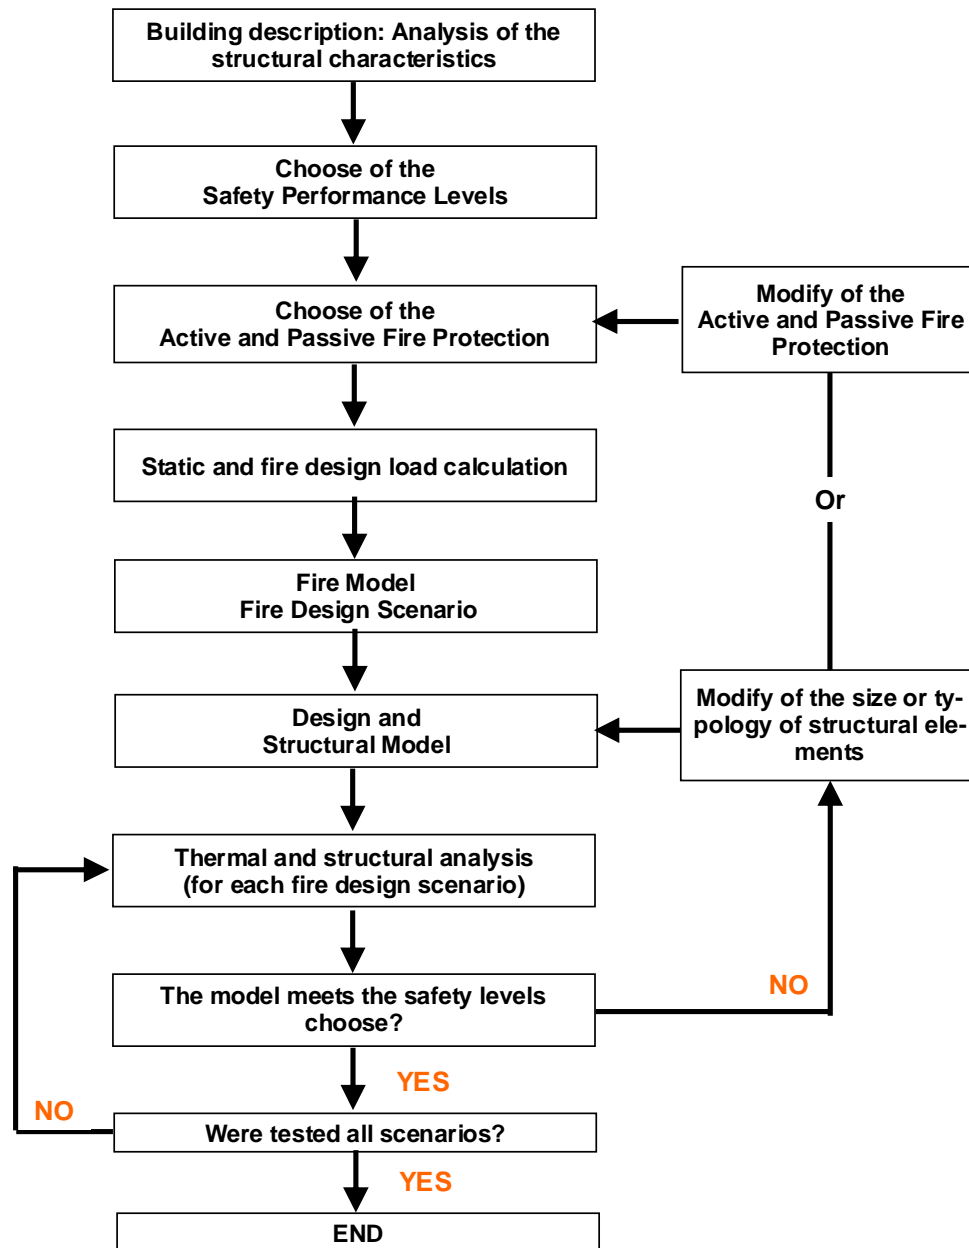 Building description: Analysis of the
structural characteristics
Choose of the
Safety Performance Levels
Choose of the
Active and Passive Fire Protection
Modify of the
Active and Passive Fire
Protection
Static and fire design load calculation
Or
Fire Model
Fire Design Scenario
Design and
Structural Model
Modify of the size or ty-
pology of structural ele-
ments
Thermal and structural analysis
(for each fire design scenario)
The model meets the safety levels
choose?
NO
YES
NO
Were tested all scenarios?
YES
END